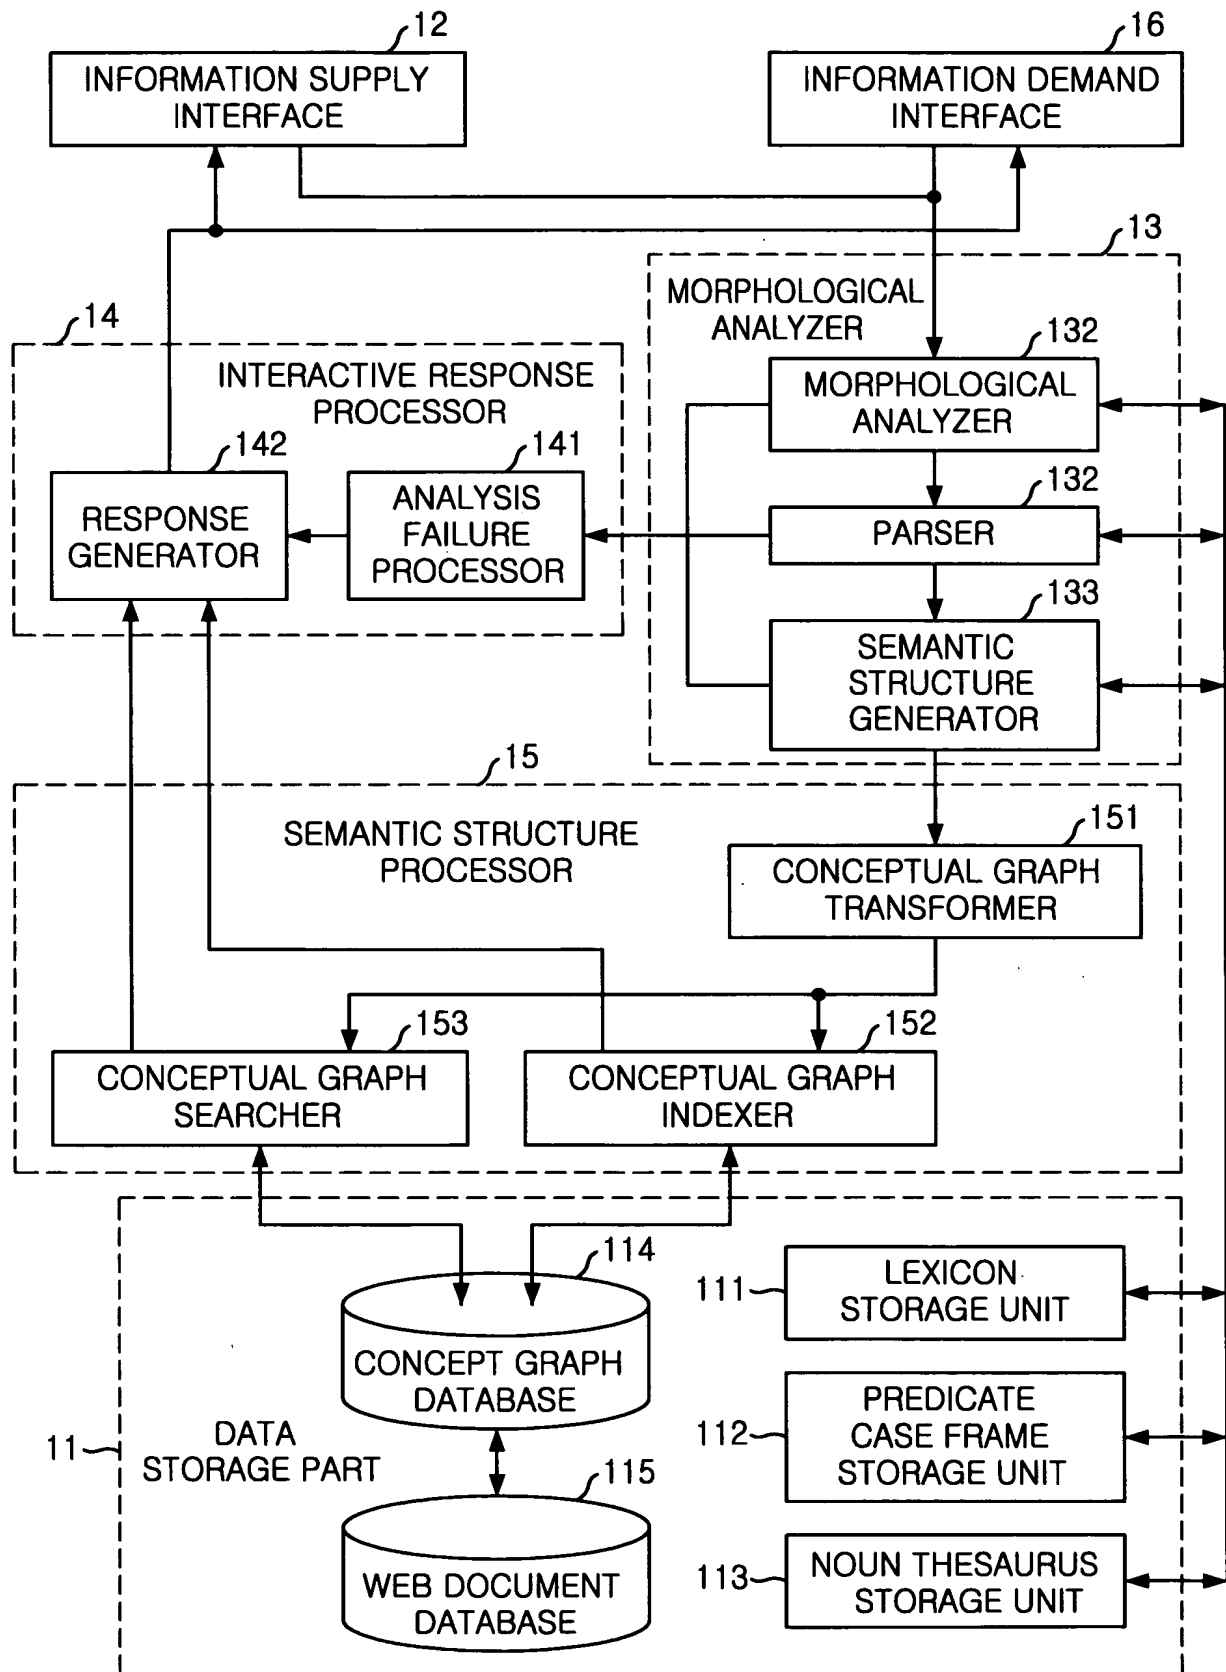 12
INFORMATION SUPPLY
INTERFACE
16
INFORMATION DEMAND
INTERFACE
13
MORPHOLOGICAL
ANALYZER
132
MORPHOLOGICAL
ANALYZER
14
INTERACTIVE RESPONSE
PROCESSOR
142
RESPONSE
GENERATOR
141
ANALYSIS
FAILURE
PROCESSOR
132
PARSER
133
SEMANTIC
STRUCTURE
GENERATOR
15
SEMANTIC STRUCTURE
PROCESSOR
151
CONCEPTUAL GRAPH
TRANSFORMER
153
CONCEPTUAL GRAPH
SEARCHER
152
CONCEPTUAL GRAPH
INDEXER
11
DATA
STORAGE PART
114
CONCEPT GRAPH
DATABASE
115
WEB DOCUMENT
DATABASE
111
LEXICON
STORAGE UNIT
112
PREDICATE
CASE FRAME
STORAGE UNIT
113
NOUN THESAURUS
STORAGE UNIT